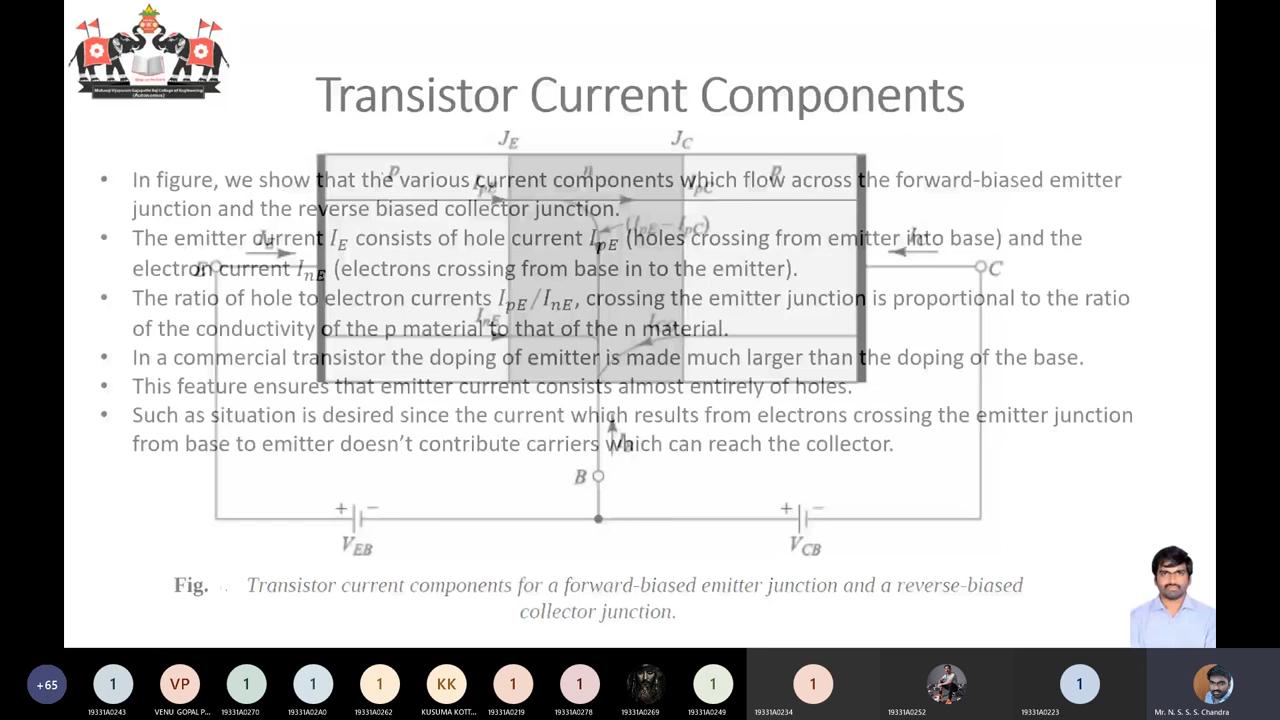 Maharaj Vijayaram Gajapathi Raj College of Engineering
(Autonomous)
Transistor Current Components
J_E
J_C
• In figure, we show that the various current components which flow across the forward-biased emitter
junction and the reverse biased collector junction.
• The emitter current I_E consists of hole current I_pE (holes crossing from emitter into base) and the
electron current I_nE (electrons crossing from base in to the emitter).
• The ratio of hole to electron currents I_pE/I_nE, crossing the emitter junction is proportional to the ratio
of the conductivity of the p material to that of the n material.
• In a commercial transistor the doping of emitter is made much larger than the doping of the base.
• This feature ensures that emitter current consists almost entirely of holes.
• Such as situation is desired since the current which results from electrons crossing the emitter junction
from base to emitter doesn't contribute carriers which can reach the collector.
p
n
p
I_pC
(I_pE – I_pC)
C
B
+ −
+ −
V_EB
V_CB
Fig. Transistor current components for a forward-biased emitter junction and a reverse-biased
collector junction.
+65
1
VP
1
1
1
KK
1
1
1
1
1
19331A0243
VENU GOPAL P...
19331A0270
19331A02A0
19331A0262
KUSUMA KOTT...
19331A0219
19331A0278
19331A0269
19331A0249
19331A0234
19331A0252
19331A0223
Mr. N. S. S. S. Chandra